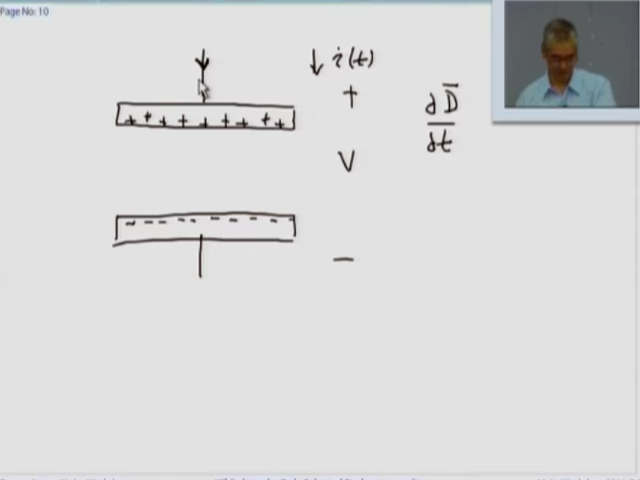 Page No: 10
↓ i(t)
+
∂D̅
∂t
+ + + + + + + + +
V
- - - - - - - - - -
−